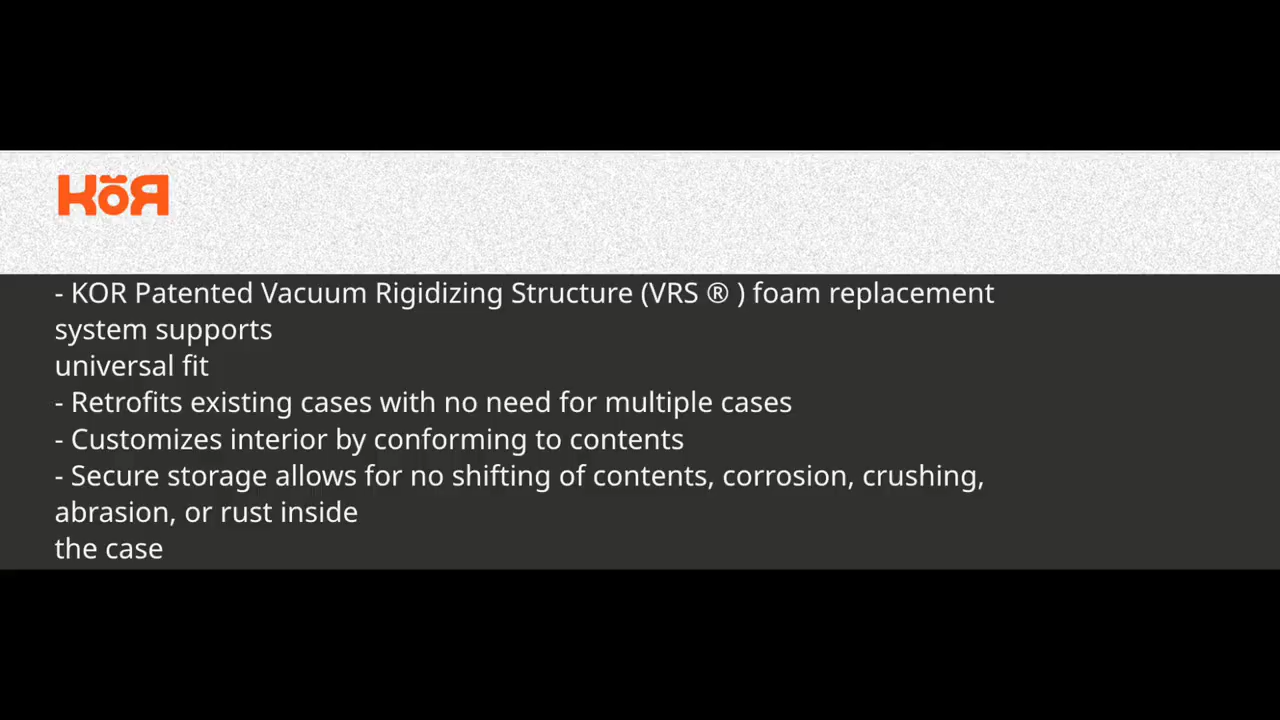 KŏR
- KOR Patented Vacuum Rigidizing Structure (VRS ® ) foam replacement
system supports
universal fit
- Retrofits existing cases with no need for multiple cases
- Customizes interior by conforming to contents
- Secure storage allows for no shifting of contents, corrosion, crushing,
abrasion, or rust inside
the case